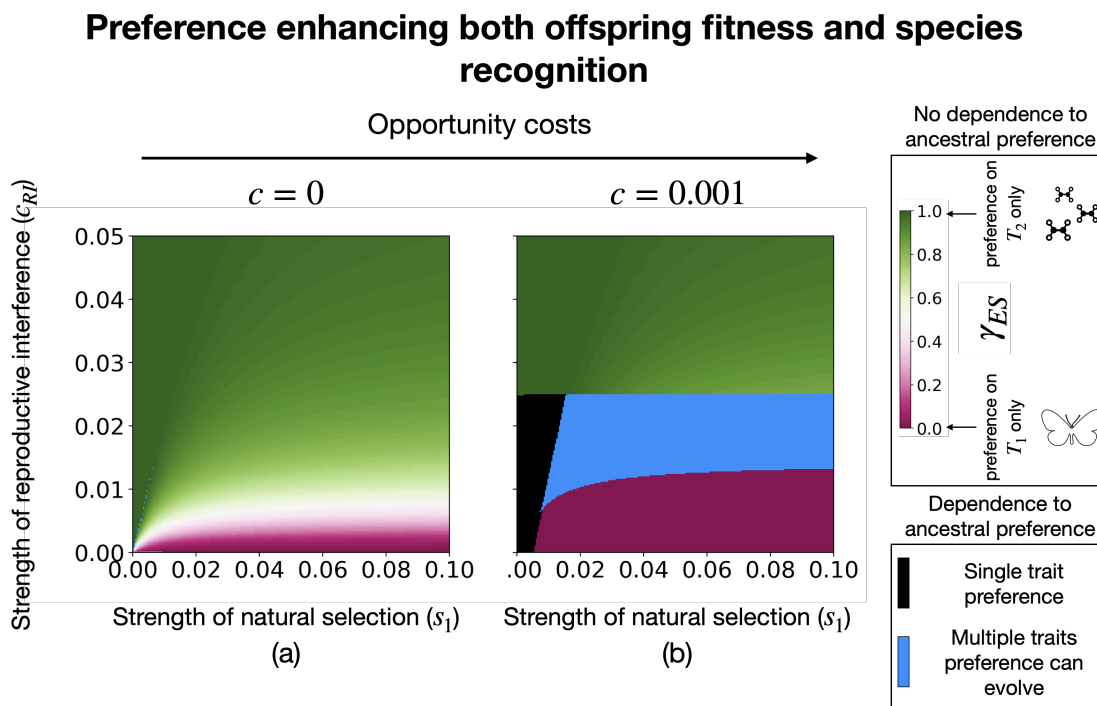 Preference enhancing both offspring fitness and species
recognition
Opportunity costs
c = 0
c = 0.001
Strength of reproductive interference (c_RI)
0.05
0.04
0.03
0.02
0.01
0.00
0.00 0.02 0.04 0.06 0.08 0.10
.00 0.02 0.04 0.06 0.08 0.10
Strength of natural selection (s₁)
Strength of natural selection (s₁)
(a)
(b)
No dependence to
ancestral preference
1.0
0.8
0.6
0.4
0.2
0.0
preference on
T₂ only
γ_ES
preference on
T₁ only
Dependence to
ancestral preference
Single trait
preference
Multiple traits
preference can
evolve